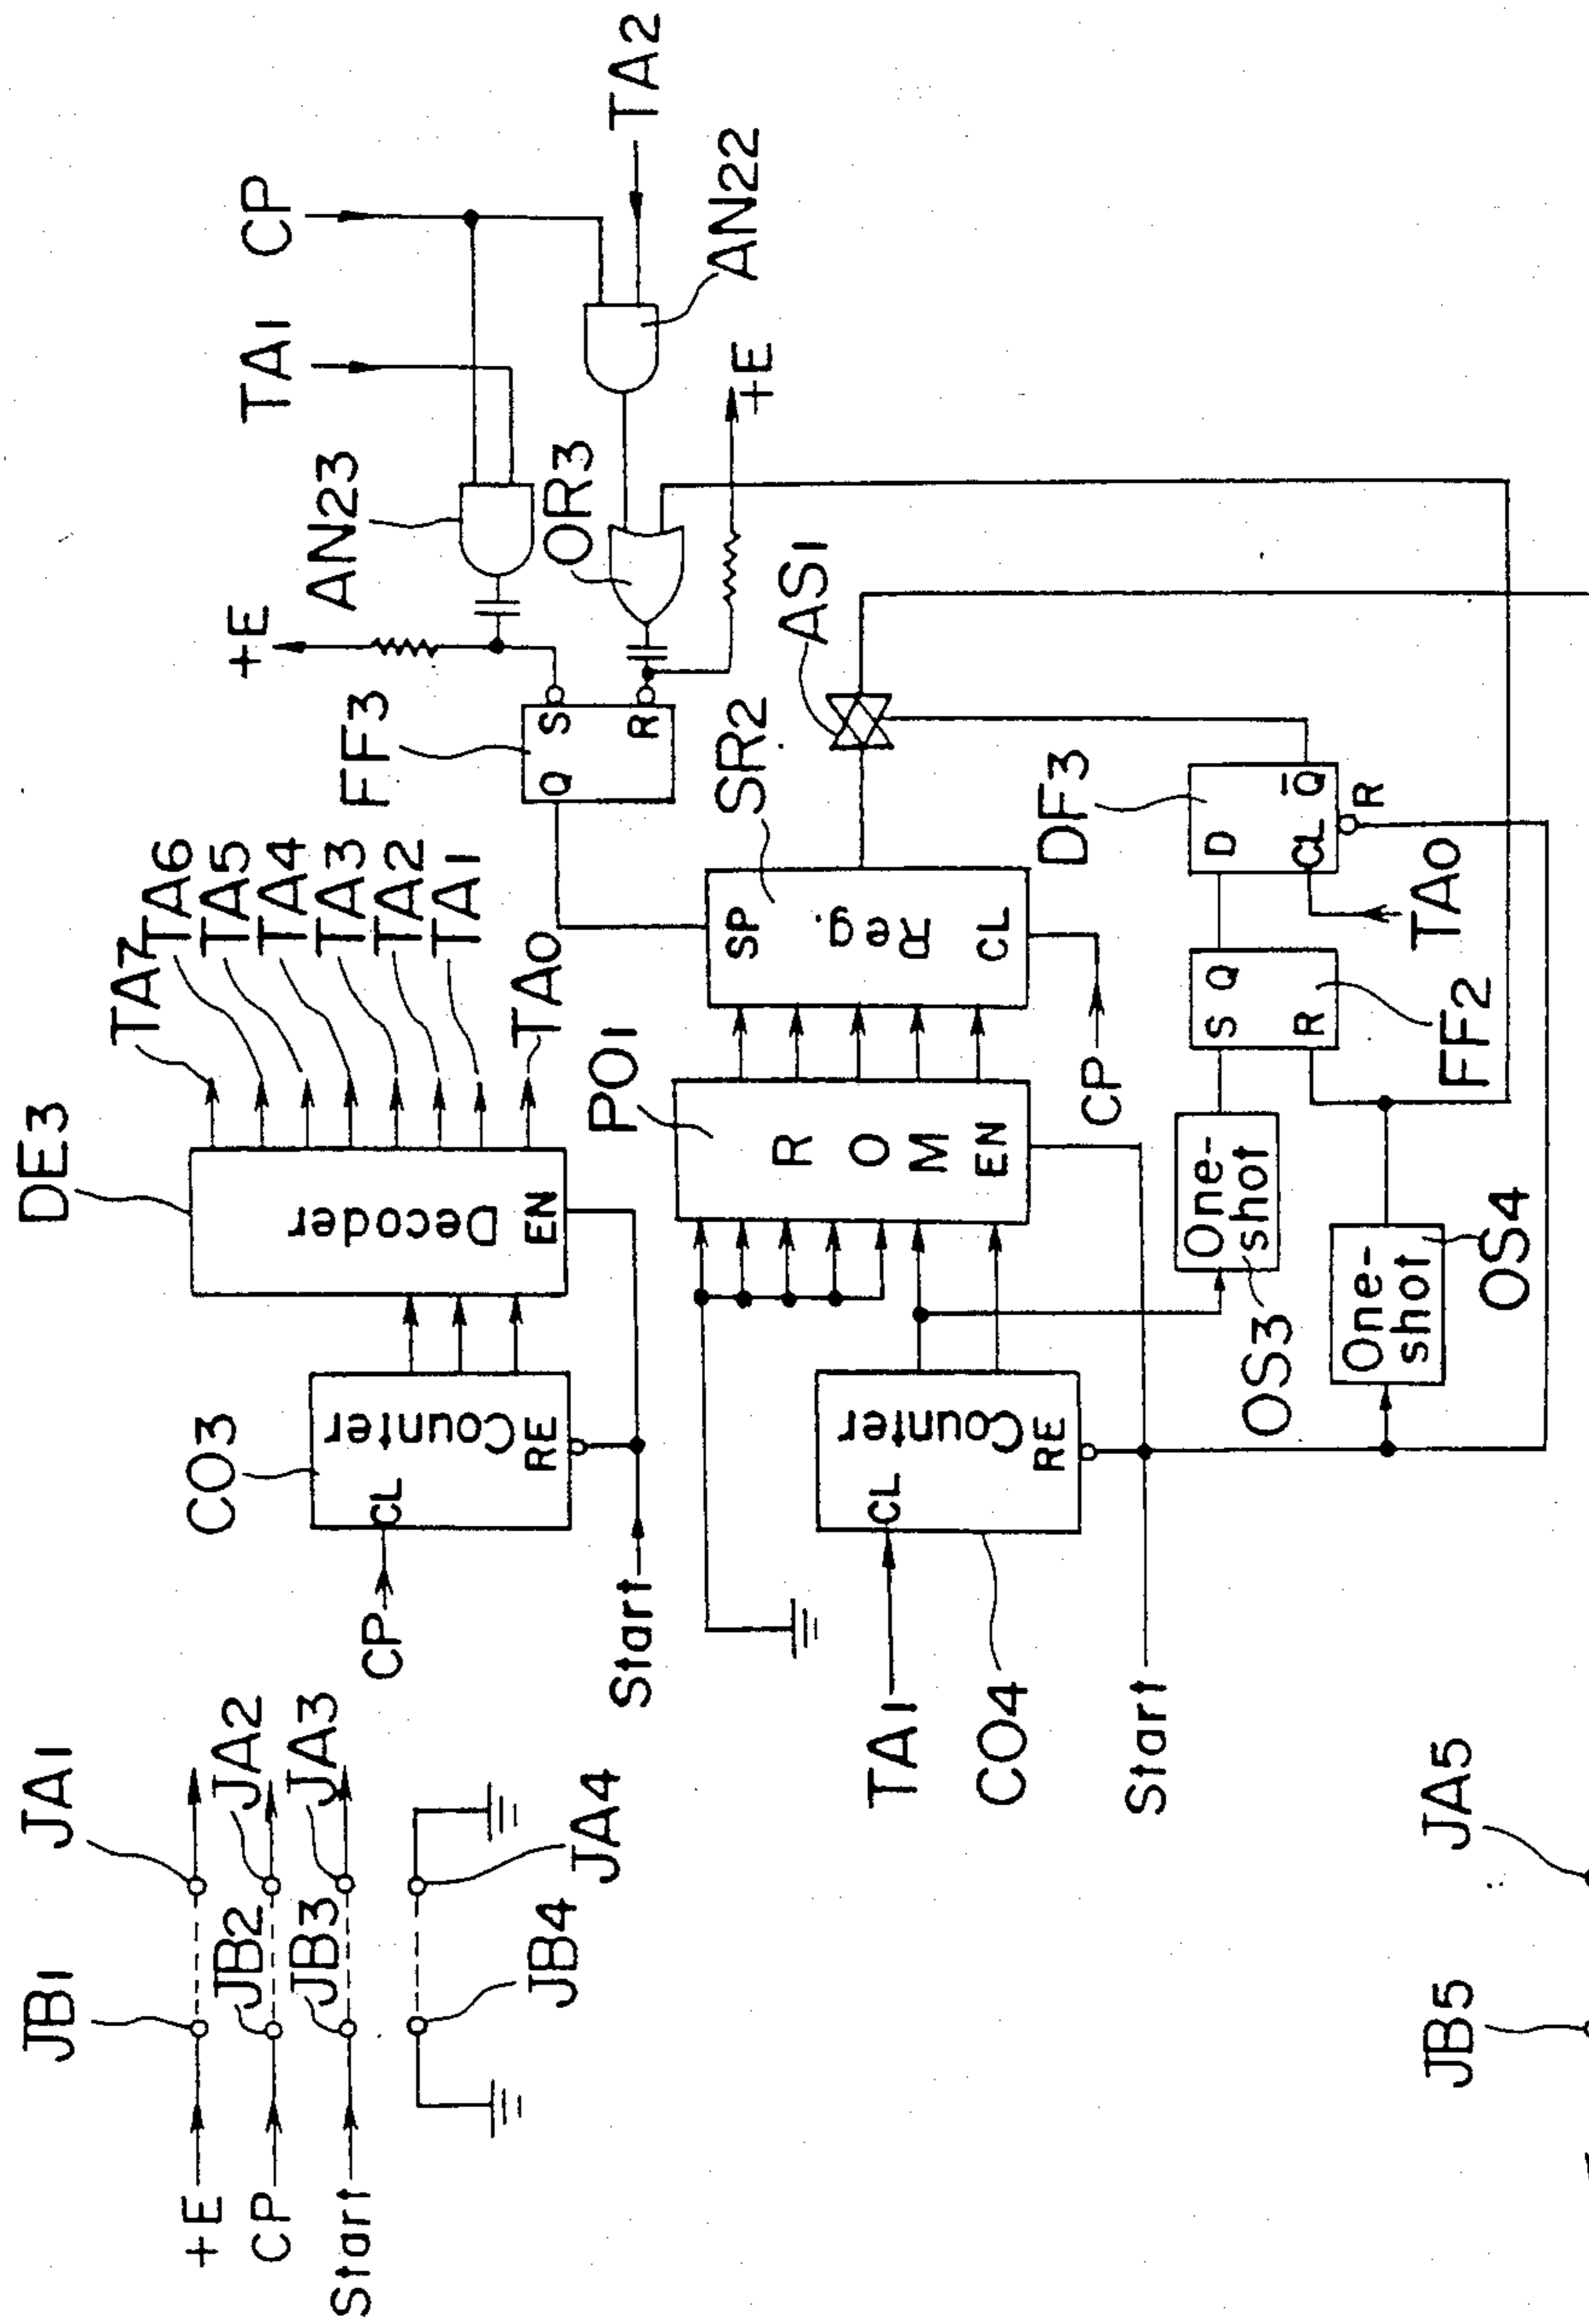 JB1
JA1
+E
CP
JB2
JA2
Start
JB3
JA3
JB4
JA4
CO3
CP
CL
Counter
RE
Start
DE3
Decoder
EN
TA7
TA6
TA5
TA4
TA3
TA2
TA1
TA0
FF3
Q
S
R
+E
AN23
TA1
CP
OR3
+E
AN22
TA2
TA1
CL
Counter
RE
CO4
Start
PO1
ROM
EN
SR2
SP
Reg.
CL
CP
AS1
OS3
One-
shot
OS4
One-
shot
FF2
S
Q
R
DF3
D
Q̄
CL
R
TA0
JB5
JA5